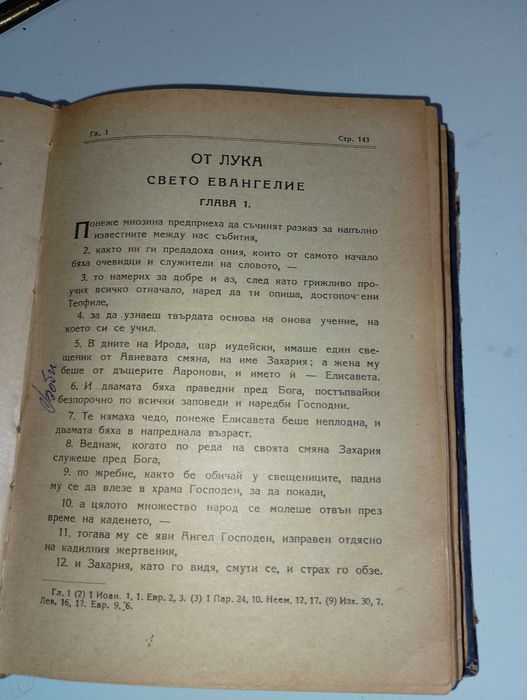 Гл. 1
Стр. 143
ОТ ЛУКА
СВЕТО ЕВАНГЕЛИЕ
ГЛАВА 1.
Понеже мнозина предприеха да съчинят разказ за напълно
известните между нас събития,
2. както ни ги предадоха ония, които от самото начало
бяха очевидци и служители на словото, —
3. то намерих за добре и аз, след като грижливо про-
учих всичко отначало, наред да ти опиша, достопочтени
Теофиле,
4. за да узнаеш твърдата основа на онова учение, на
което си се учил.
5. В дните на Ирода, цар иудейски, имаше един све-
щеник от Авиевата смяна, на име Захария; а жена му
беше от дъщерите Ааронови, и името ѝ — Елисавета.
6. И двамата бяха праведни пред Бога, постъпвайки
безпорочно по всички заповеди и наредби Господни.
7. Те нямаха чедо, понеже Елисавета беше неплодна, и
двамата бяха в напреднала възраст.
8. Веднаж, когато по реда на своята смяна Захария
служеше пред Бога,
9. по жребие, както бе обичай у свещениците, падна
му се да влезе в храма Господен, за да покади,
10. а цялото множество народ се молеше отвън през
време на каденето, —
11. тогава му се яви Ангел Господен, изправен отдясно
на кадилния жертвеник,
12. и Захария, като го видя, смути се, и страх го обзе.
Гл. 1 (2) 1 Иоан. 1, 1. Евр. 2, 3. (3) 1 Пар. 24, 10. Неем. 12, 17. (9) Изх. 30, 7.
Лев. 16, 17. Евр. 9, 6.